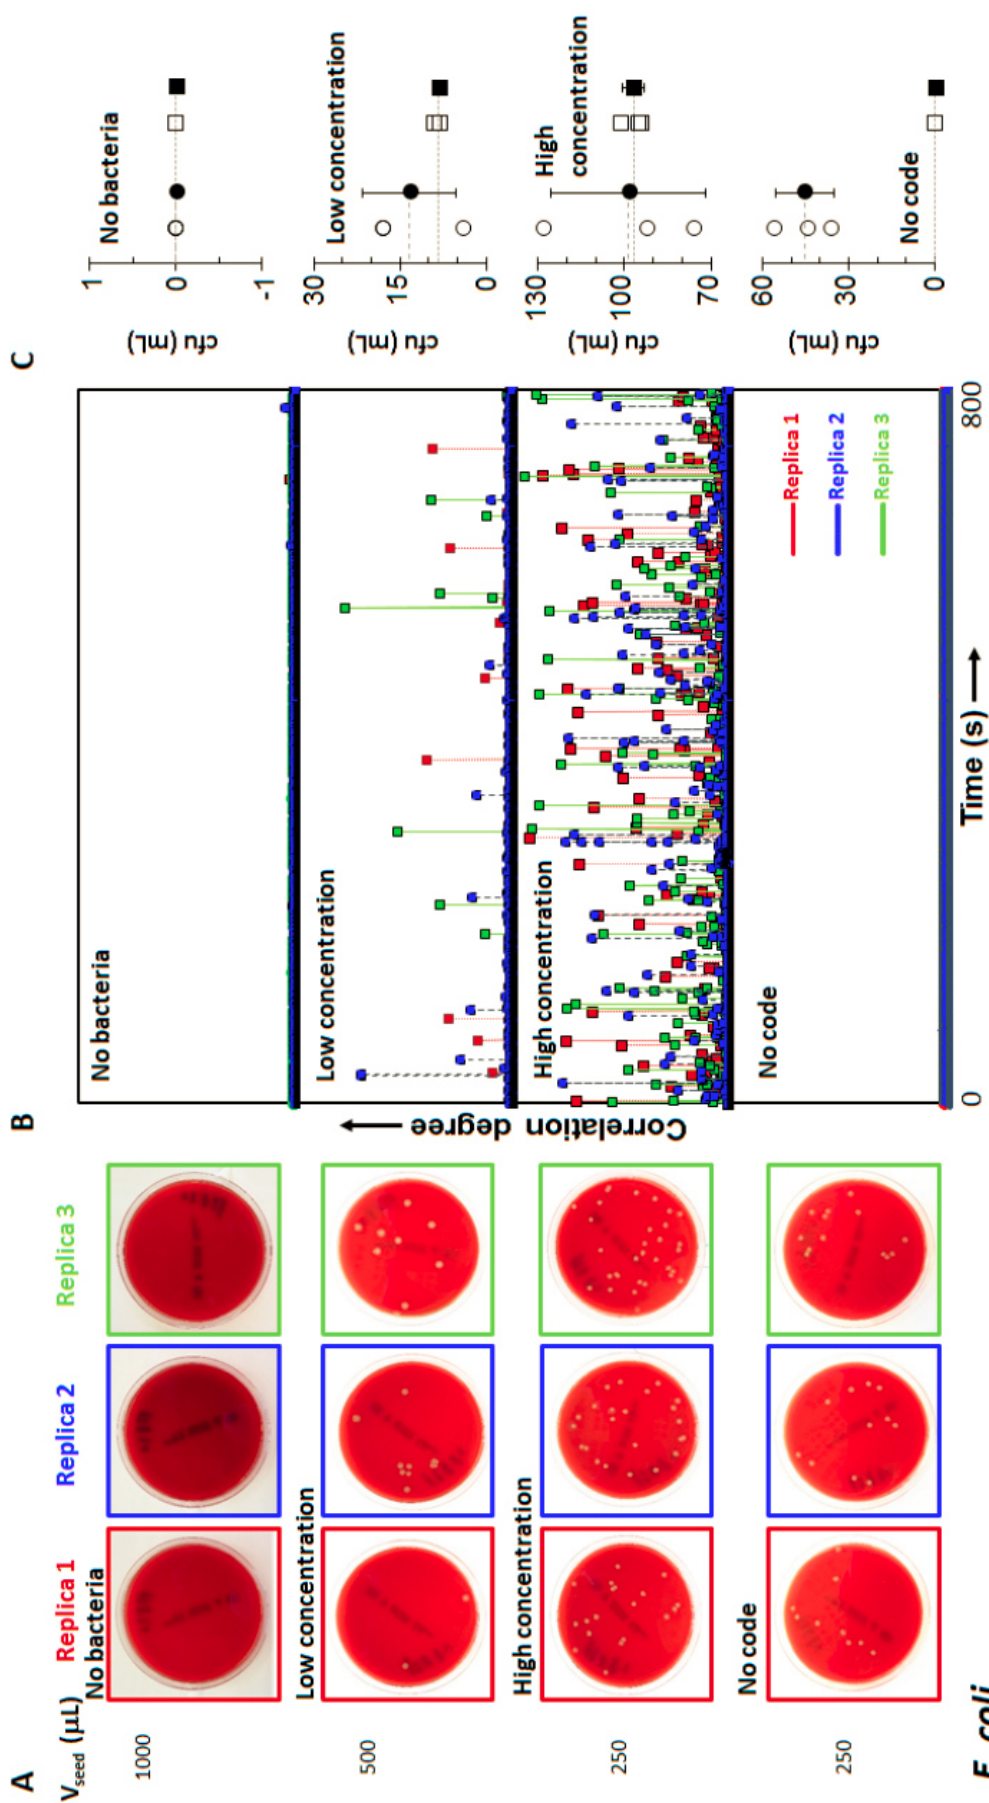 A
V_seed (μL)
Replica 1
Replica 2
Replica 3
No bacteria
1000
Low concentration
500
High concentration
250
No code
250
E. coli
B
Correlation degree
No bacteria
Low concentration
High concentration
No code
Replica 1
Replica 2
Replica 3
0
800
Time (s)
C
cfu (mL)
1
0
-1
No bacteria
cfu (mL)
30
15
0
Low concentration
cfu (mL)
130
100
70
High
concentration
cfu (mL)
60
30
0
No code